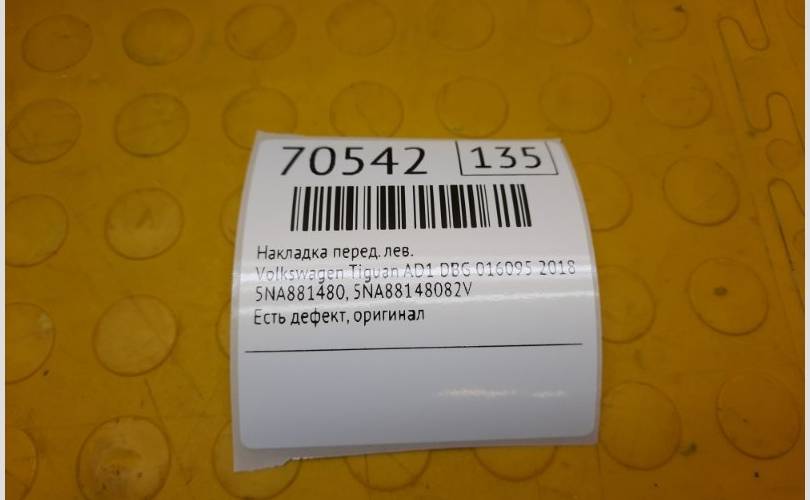 70542 135
Накладка перед. лев.
Volkswagen Tiguan AD1 DBG 016095 2018
5NA881480, 5NA88148082V
Есть дефект, оригинал